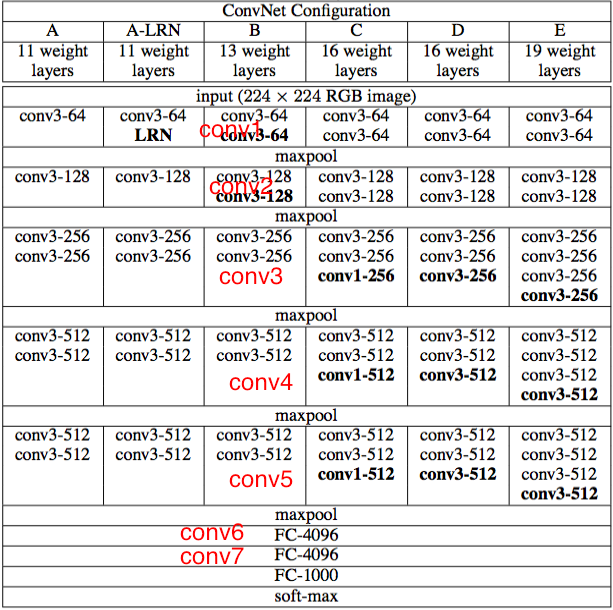 ConvNet Configuration
A A-LRN B C D E
11 weight 11 weight 13 weight 16 weight 16 weight 19 weight
layers layers layers layers layers layers
input (224 × 224 RGB image)
conv3-64 conv3-64 conv3-64 conv3-64 conv3-64 conv3-64
conv1
LRN conv3-64 conv3-64 conv3-64 conv3-64
maxpool
conv3-128 conv3-128 conv3-128 conv3-128 conv3-128 conv3-128
conv2
conv3-128 conv3-128 conv3-128 conv3-128
maxpool
conv3-256 conv3-256 conv3-256 conv3-256 conv3-256 conv3-256
conv3-256 conv3-256 conv3-256 conv3-256 conv3-256 conv3-256
conv3 conv1-256 conv3-256 conv3-256
conv3-256
maxpool
conv3-512 conv3-512 conv3-512 conv3-512 conv3-512 conv3-512
conv3-512 conv3-512 conv3-512 conv3-512 conv3-512 conv3-512
conv4 conv1-512 conv3-512 conv3-512
conv3-512
maxpool
conv3-512 conv3-512 conv3-512 conv3-512 conv3-512 conv3-512
conv3-512 conv3-512 conv3-512 conv3-512 conv3-512 conv3-512
conv5 conv1-512 conv3-512 conv3-512
conv3-512
maxpool
conv6 FC-4096
conv7 FC-4096
FC-1000
soft-max